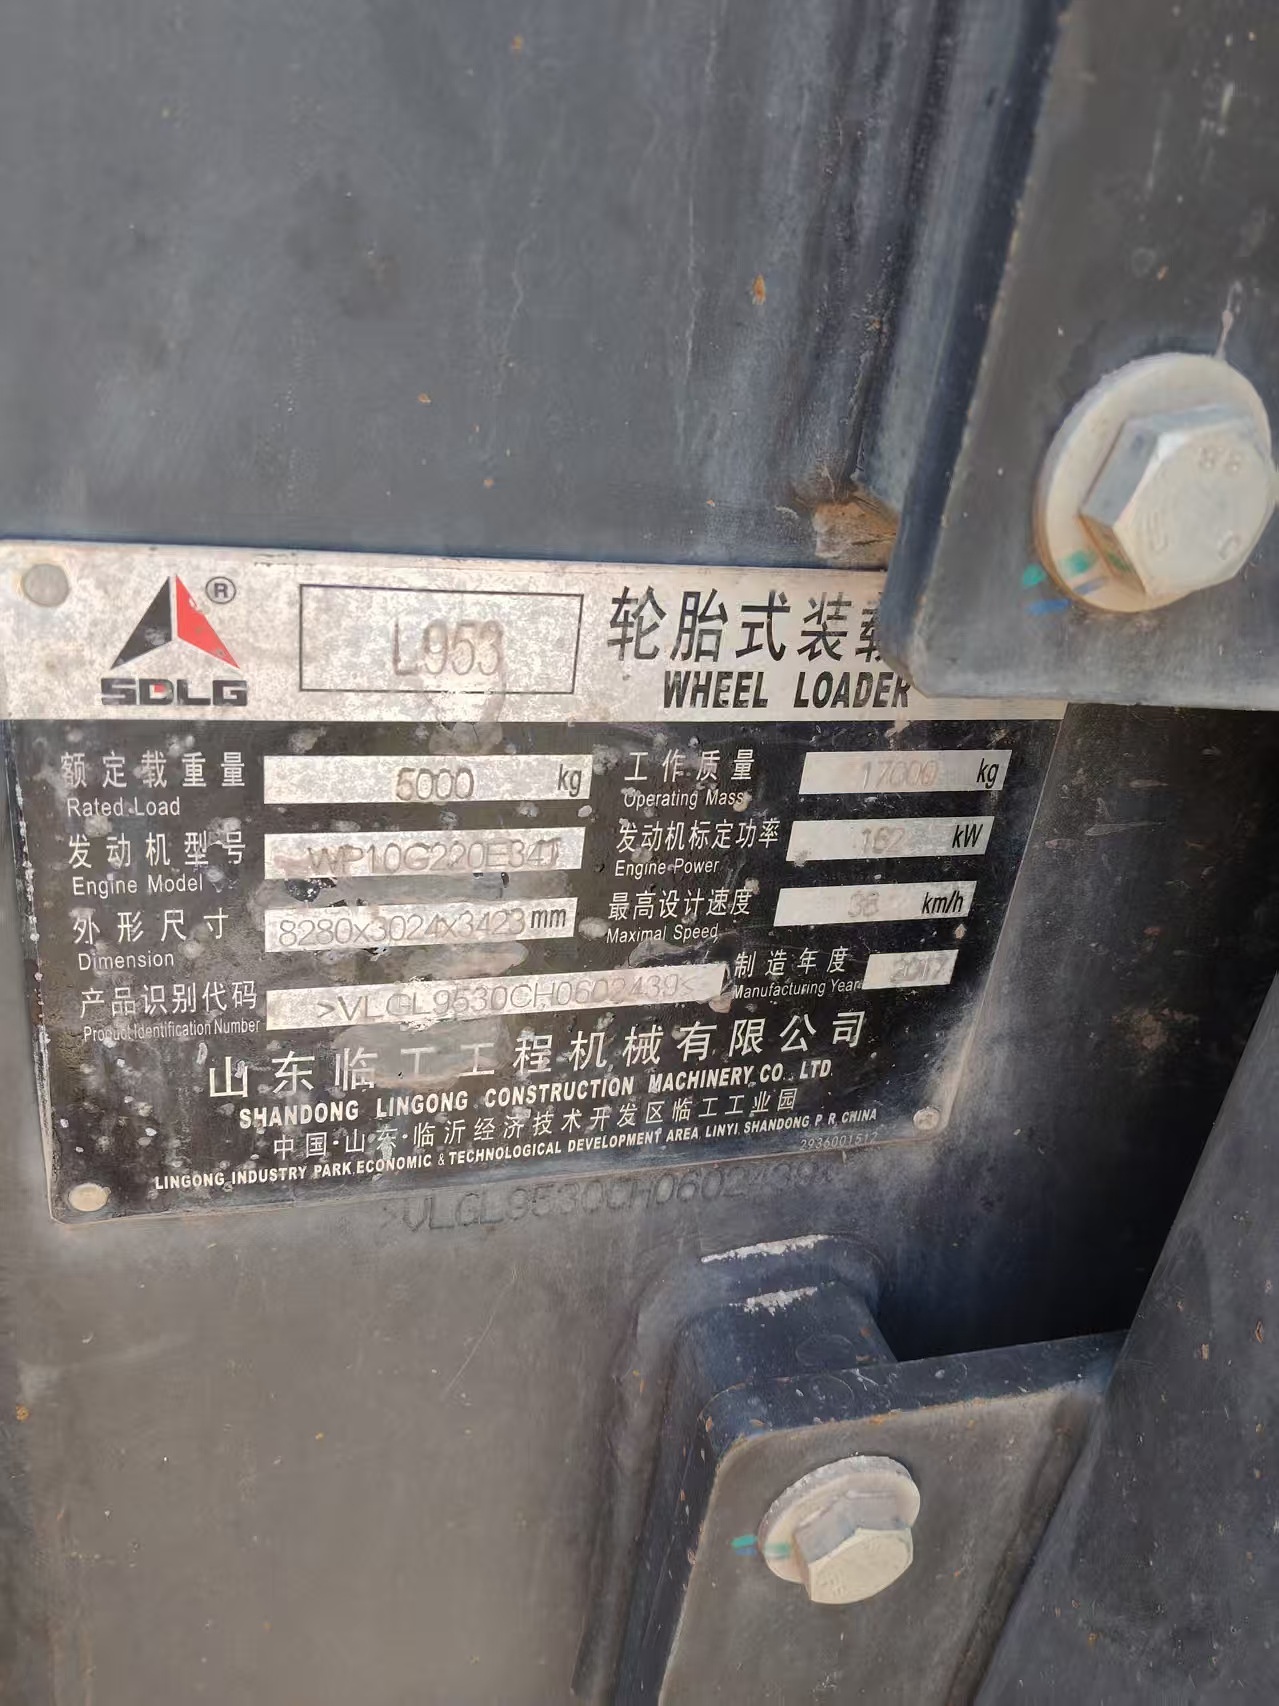 ® SDLG
L953
轮胎式装载
WHEEL LOADER
额定载重量 5000 kg 工作质量 17000 kg
Rated Load Operating Mass
发动机型号 WP10G220E341 发动机标定功率 162 kW
Engine Model Engine Power
外形尺寸 8280x3024x3423 mm 最高设计速度 38 km/h
Dimension Maximal Speed
产品识别代码 >VLGL9530CH0602439< 制造年度 2017
Product Identification Number Manufacturing Year
山东临工工程机械有限公司
SHANDONG LINGONG CONSTRUCTION MACHINERY CO., LTD.
中国·山东·临沂经济技术开发区临工工业园
LINGONG INDUSTRY PARK, ECONOMIC & TECHNOLOGICAL DEVELOPMENT AREA, LINYI, SHANDONG P.R. CHINA
2936001512
>VLGL9530CH0602439<
8.8